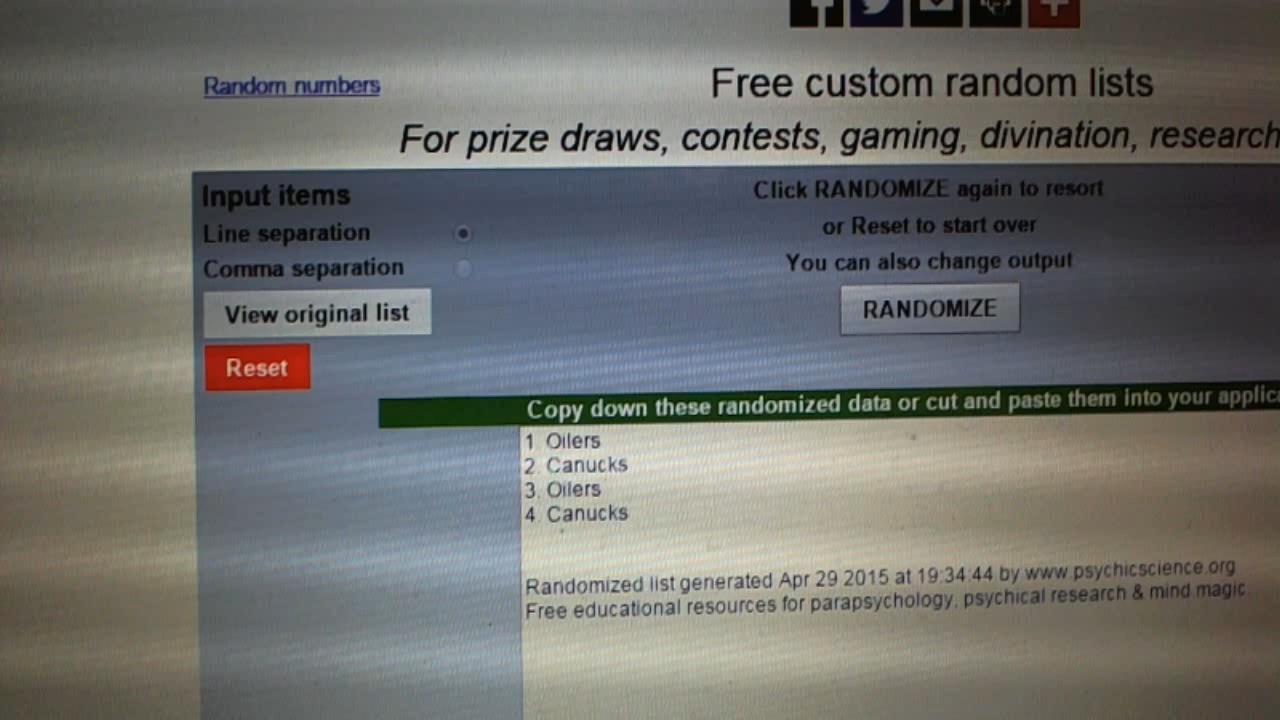 Random numbers
Free custom random lists
For prize draws, contests, gaming, divination, research
Input items
Click RANDOMIZE again to resort
Line separation
or Reset to start over
Comma separation
You can also change output
View original list
RANDOMIZE
Reset
Copy down these randomized data or cut and paste them into your applic
1. Oilers
2. Canucks
3. Oilers
4. Canucks
Randomized list generated Apr 29 2015 at 19:34:44 by www.psychicscience.org
Free educational resources for parapsychology, psychical research & mind magic.